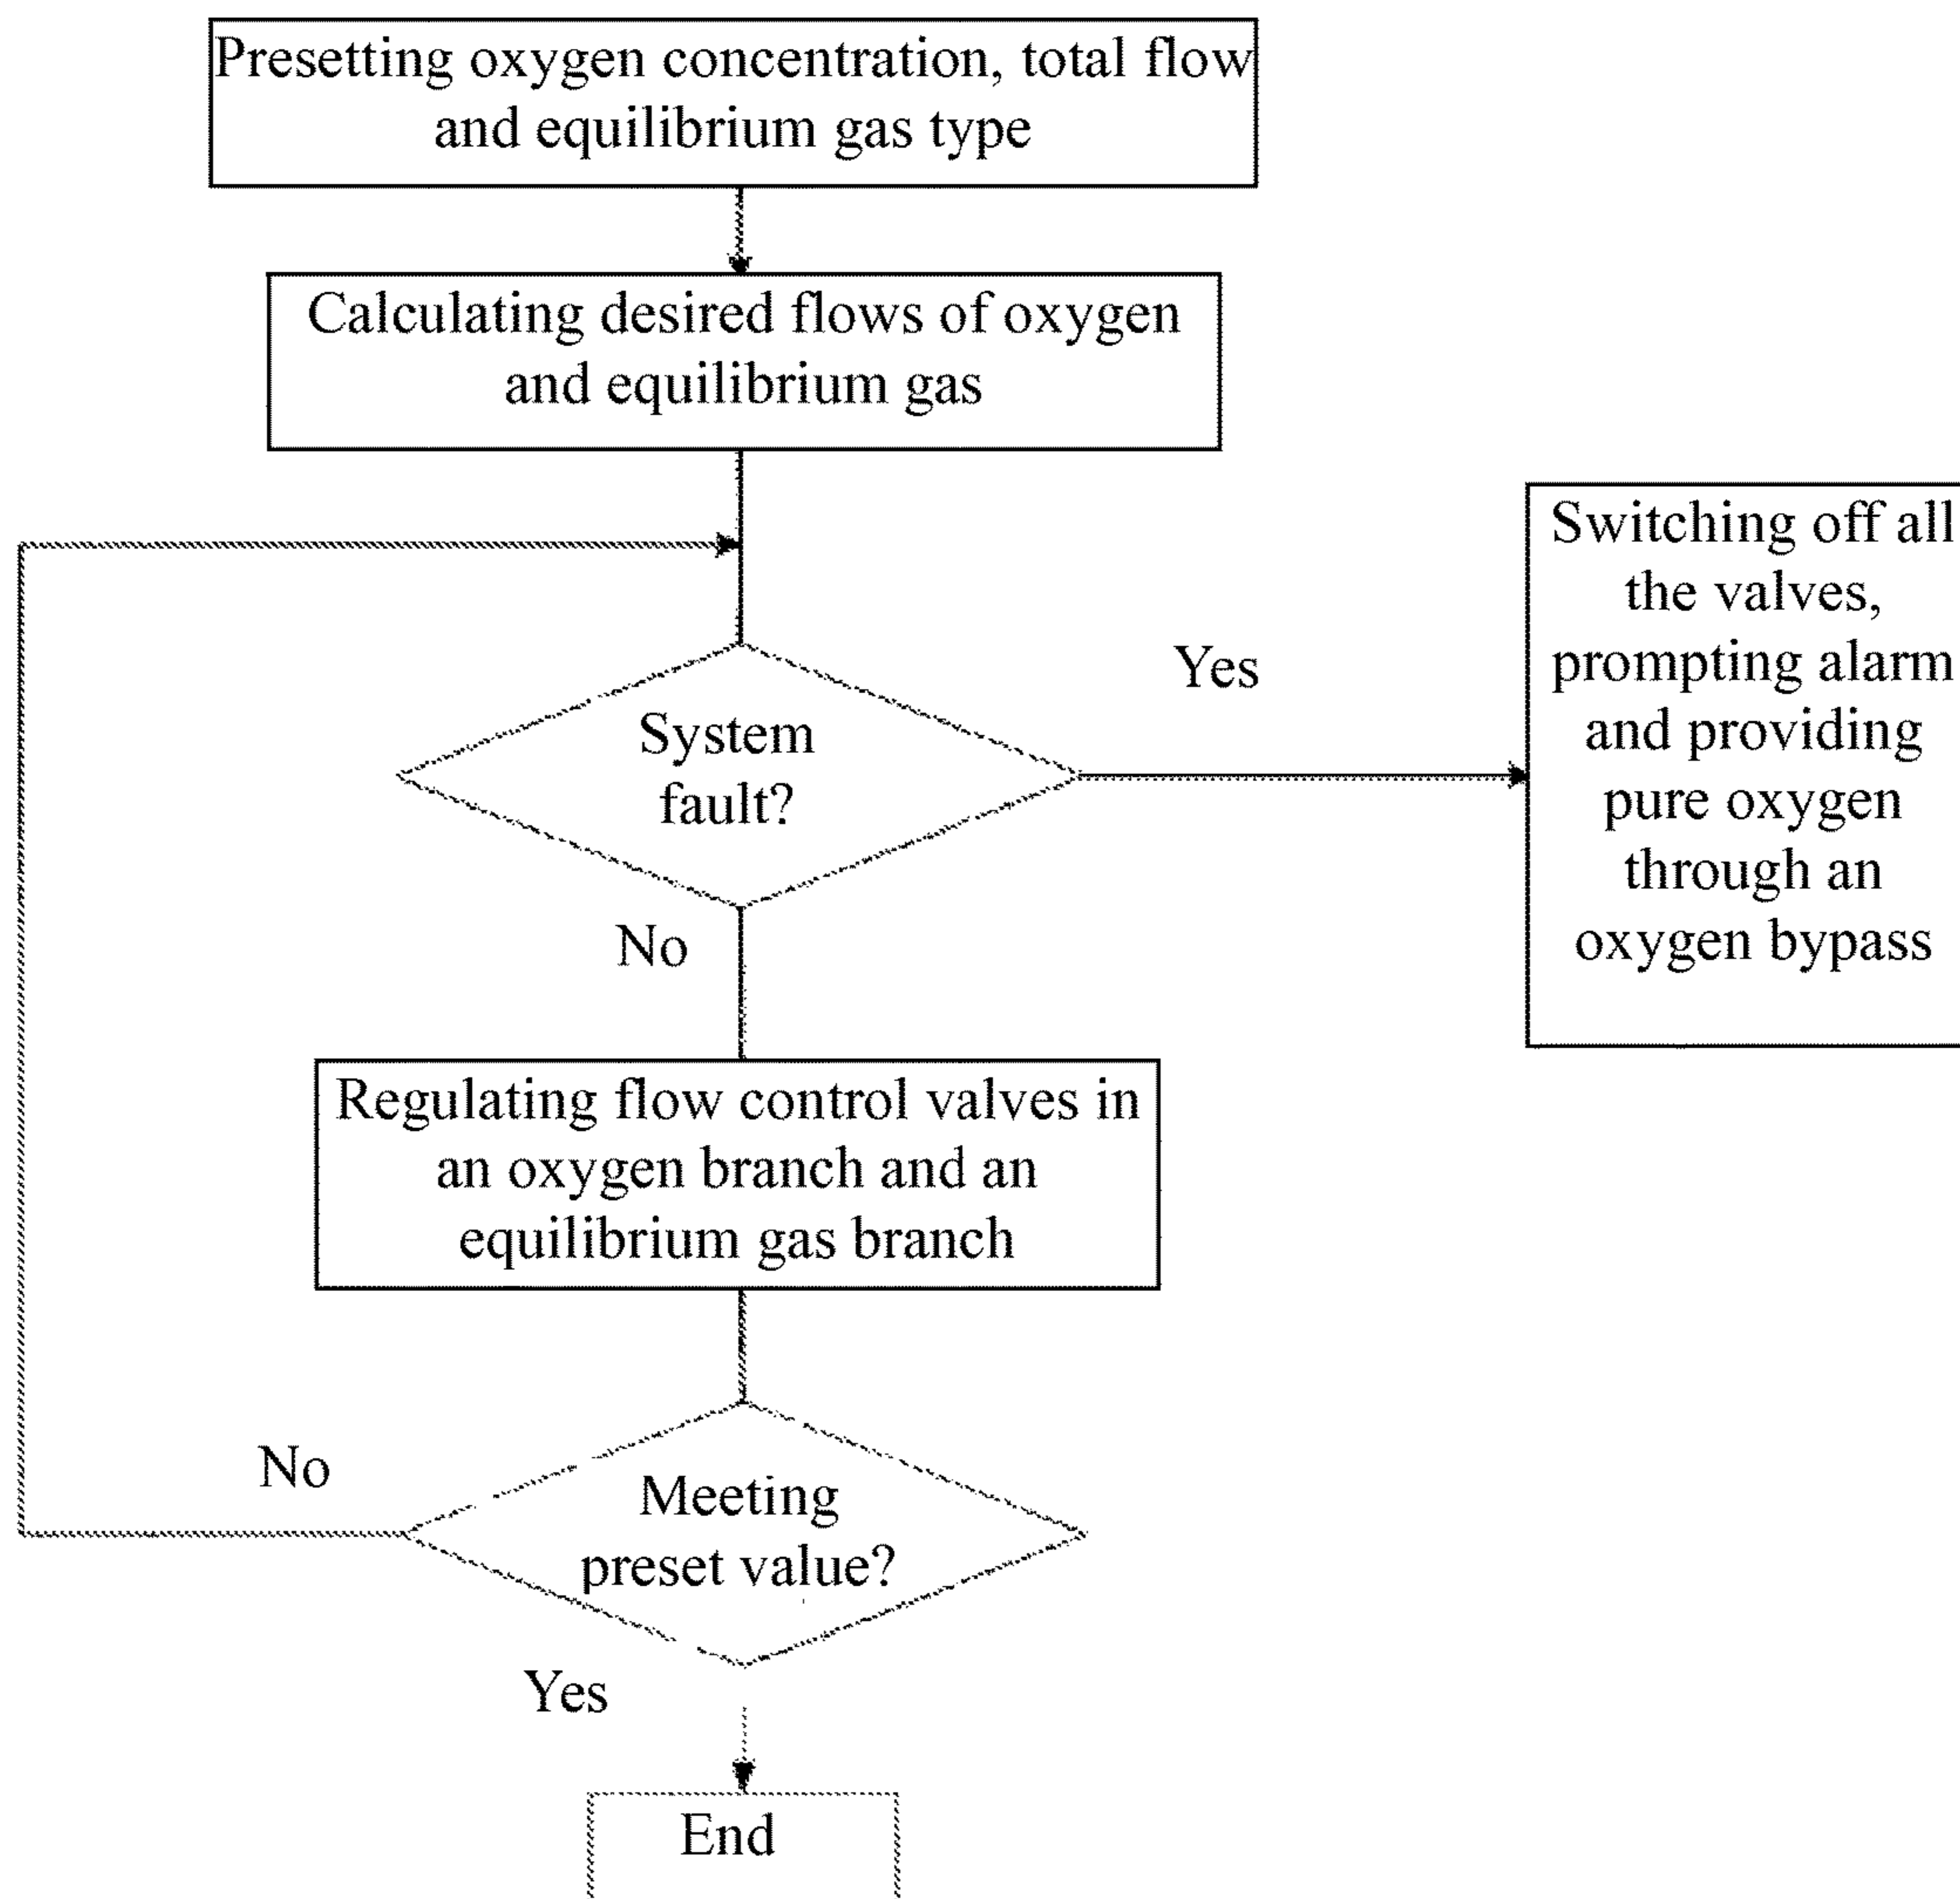 Presetting oxygen concentration, total flow
and equilibrium gas type
Calculating desired flows of oxygen
and equilibrium gas
System
fault?
Yes
Switching off all
the valves,
prompting alarm
and providing
pure oxygen
through an
oxygen bypass
No
Regulating flow control valves in
an oxygen branch and an
equilibrium gas branch
Meeting
preset value?
No
Yes
End